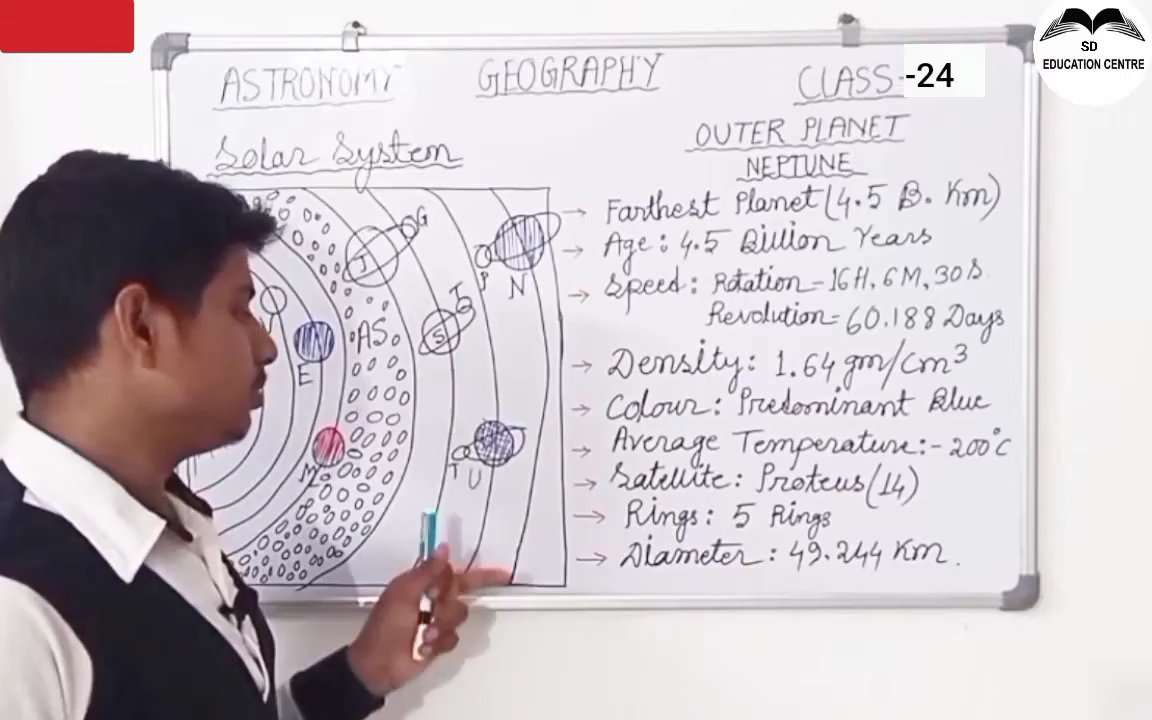 SD
EDUCATION CENTRE
ASTRONOMY
GEOGRAPHY
CLASS-24
Solar System
OUTER PLANET
NEPTUNE
→ Farthest Planet (4.5 B. Km)
→ Age: 4.5 Billion Years
→ Speed: Rotation - 16H, 6M, 30S
Revolution - 60.188 Days
→ Density: 1.64 gm/cm³
→ Colour: Predominant Blue
→ Average Temperature: - 200°C
→ Satellite: Proteus (14)
→ Rings: 5 Rings
→ Diameter: 49.244 Km.
G
J
P
N
T
S
AS
E
M
T
U